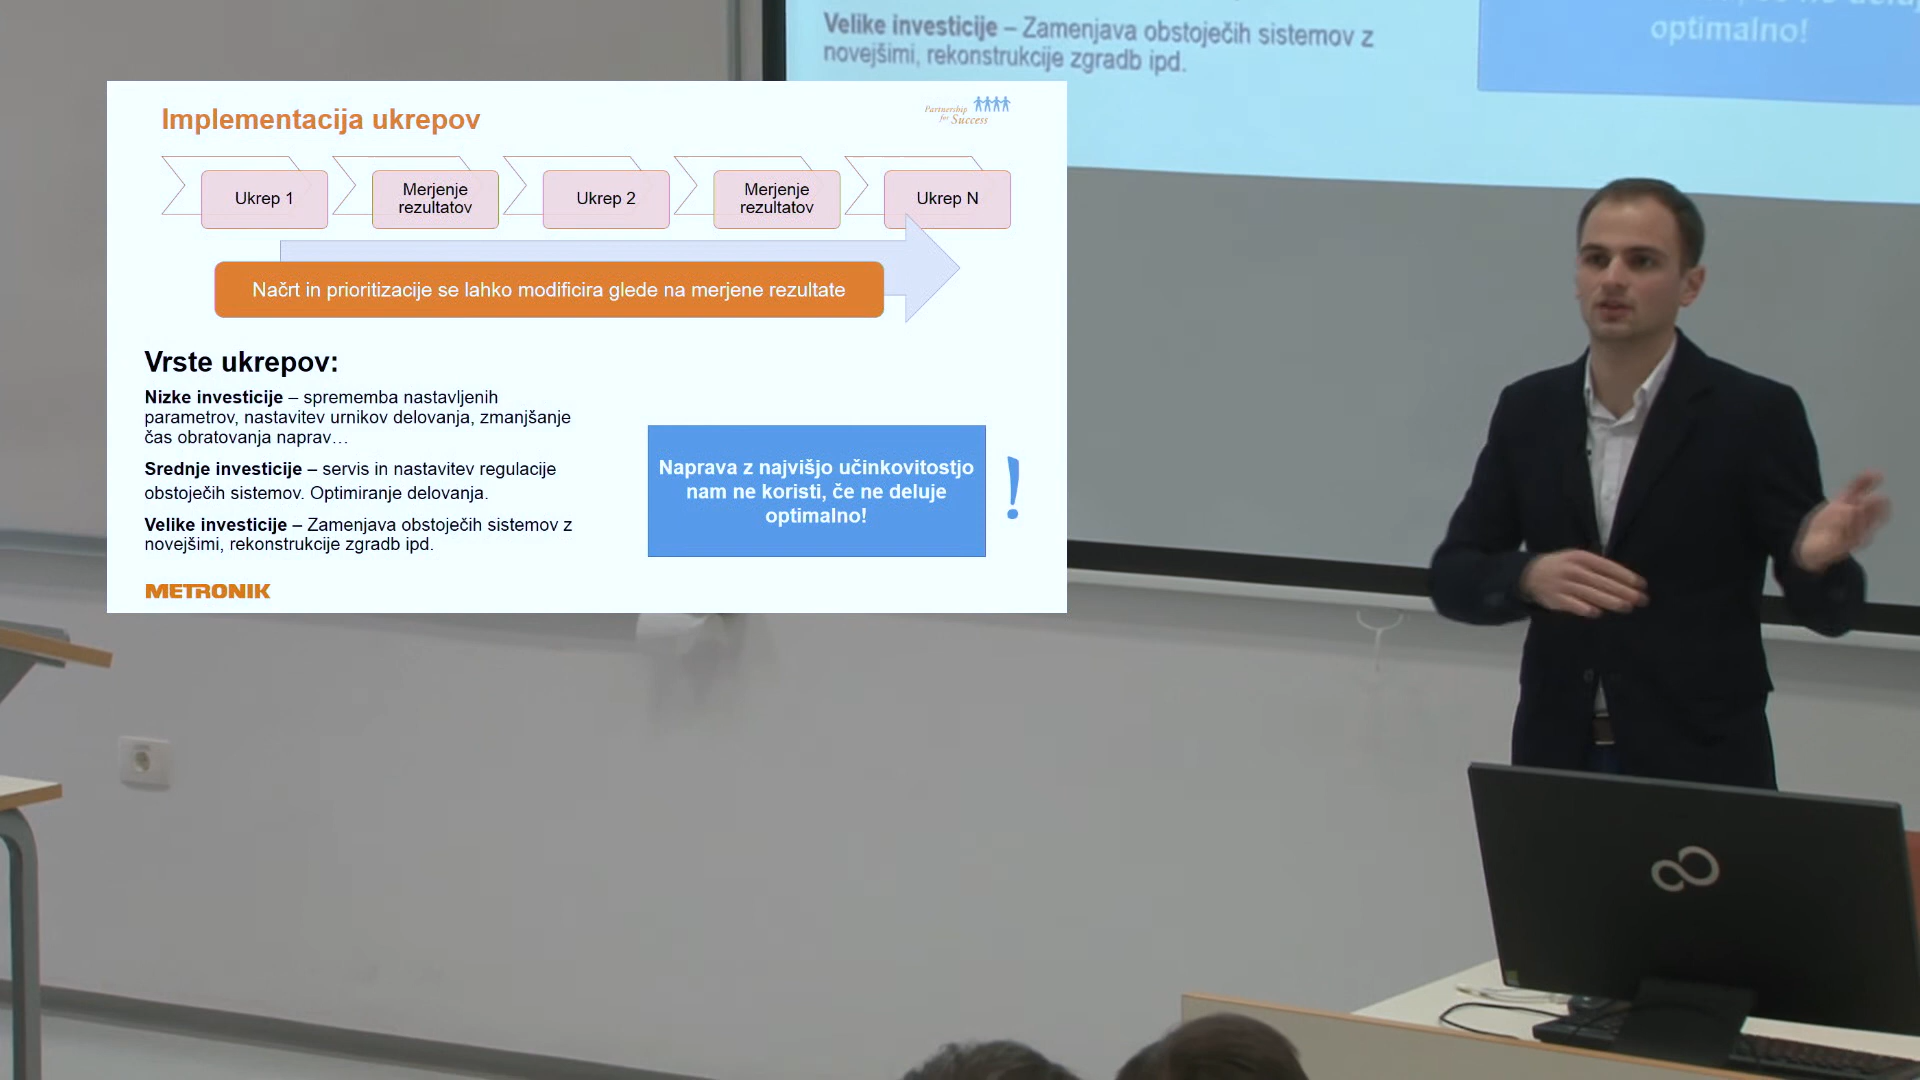 Velike investicije – Zamenjava obstoječih sistemov z
novejšimi, rekonstrukcije zgradb ipd.
optimalno!
Implementacija ukrepov
Partnership
for Success
Ukrep 1
Merjenje
rezultatov
Ukrep 2
Merjenje
rezultatov
Ukrep N
Načrt in prioritizacije se lahko modificira glede na merjene rezultate
Vrste ukrepov:
Nizke investicije – sprememba nastavljenih
parametrov, nastavitev urnikov delovanja, zmanjšanje
čas obratovanja naprav…
Srednje investicije – servis in nastavitev regulacije
obstoječih sistemov. Optimiranje delovanja.
Velike investicije – Zamenjava obstoječih sistemov z
novejšimi, rekonstrukcije zgradb ipd.
Naprava z najvišjo učinkovitostjo
nam ne koristi, če ne deluje
optimalno!
!
METRONIK